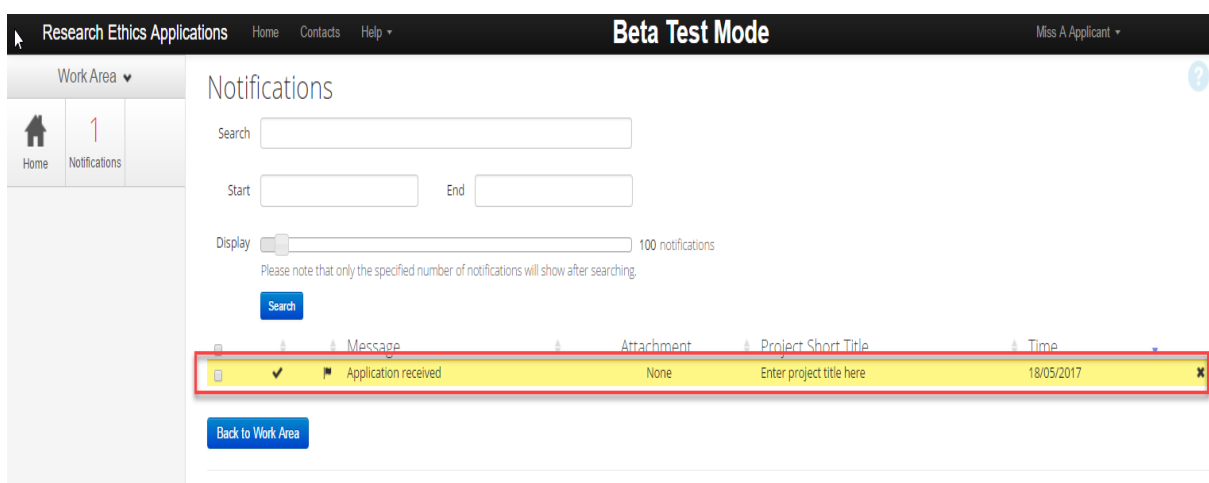 Research Ethics Applications Home Contacts Help Beta Test Mode Miss A Applicant
Work Area
Notifications
?
1
Home Notifications
Search
Start End
Display 100 notifications
Please note that only the specified number of notifications will show after searching.
Search
Message Attachment Project Short Title Time
Application received None Enter project title here 18/05/2017
Back to Work Area